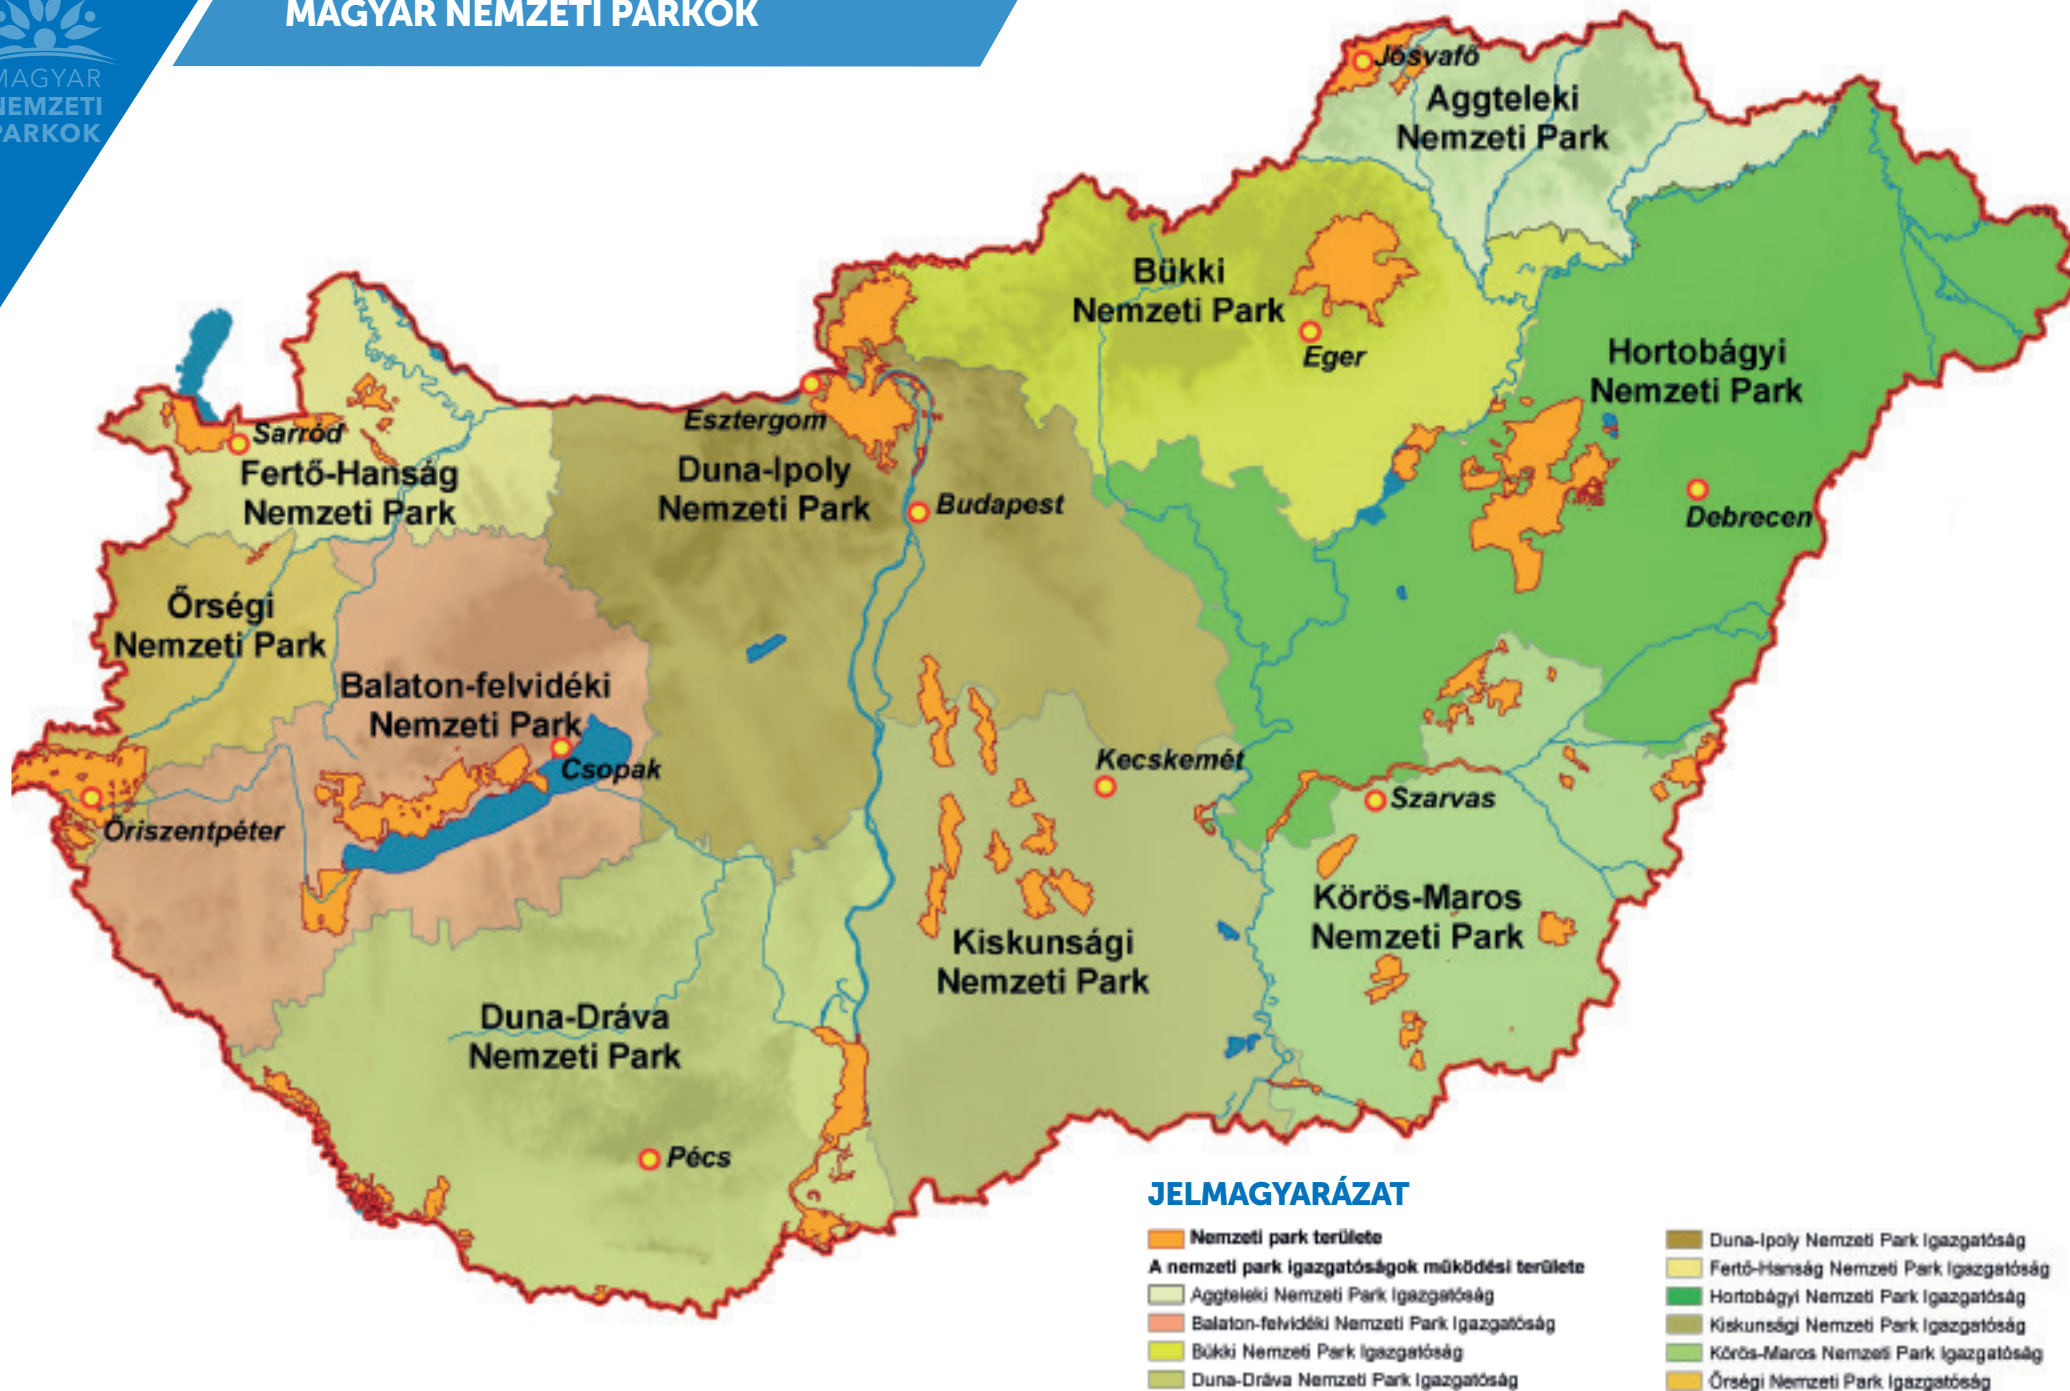 MAGYAR NEMZETI PARKOK
MAGYAR
NEMZETI
PARKOK
Jósvafő
Aggteleki
Nemzeti Park
Bükki
Nemzeti Park
Eger
Hortobágyi
Nemzeti Park
Debrecen
Esztergom
Sarród
Fertő-Hanság
Nemzeti Park
Duna-Ipoly
Nemzeti Park
Budapest
Őrségi
Nemzeti Park
Balaton-felvidéki
Nemzeti Park
Csopak
Kecskemét
Szarvas
Őriszentpéter
Körös-Maros
Nemzeti Park
Kiskunsági
Nemzeti Park
Duna-Dráva
Nemzeti Park
Pécs
JELMAGYARÁZAT
Nemzeti park területe
A nemzeti park igazgatóságok működési területe
Aggteleki Nemzeti Park Igazgatóság
Balaton-felvidéki Nemzeti Park Igazgatóság
Bükki Nemzeti Park Igazgatóság
Duna-Dráva Nemzeti Park Igazgatóság
Duna-Ipoly Nemzeti Park Igazgatóság
Fertő-Hanság Nemzeti Park Igazgatóság
Hortobágyi Nemzeti Park Igazgatóság
Kiskunsági Nemzeti Park Igazgatóság
Körös-Maros Nemzeti Park Igazgatóság
Őrségi Nemzeti Park Igazgatóság